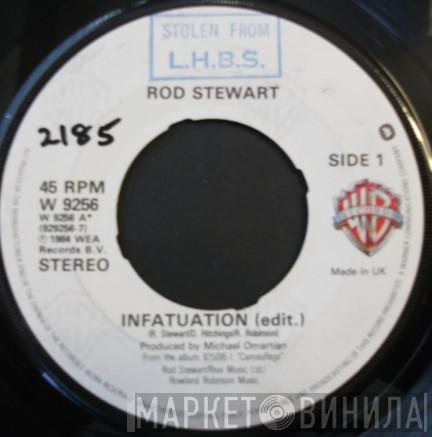 STOLEN FROM
L.H.B.S.
ROD STEWART
2185
SIDE 1
45 RPM
W 9256
W 9256 A*
(929256-7)
℗ 1984 WEA
Records B.V.
STEREO
Made in UK
INFATUATION (edit.)
(R. Stewart/D. Hitchings/R. Robinson)
Produced by Michael Omartian
From the album 925095-1 "Camouflage"
Rod Stewart/Riva Music Ltd./
Rowland Robinson Music
МАРКЕТ ВИНИЛА